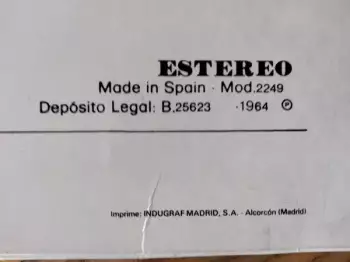 ESTEREO
Made in Spain · Mod.2249
Depósito Legal: B.25623 ·1964 ℗
Imprime: INDUGRAF MADRID, S.A. - Alcorcón (Madrid)